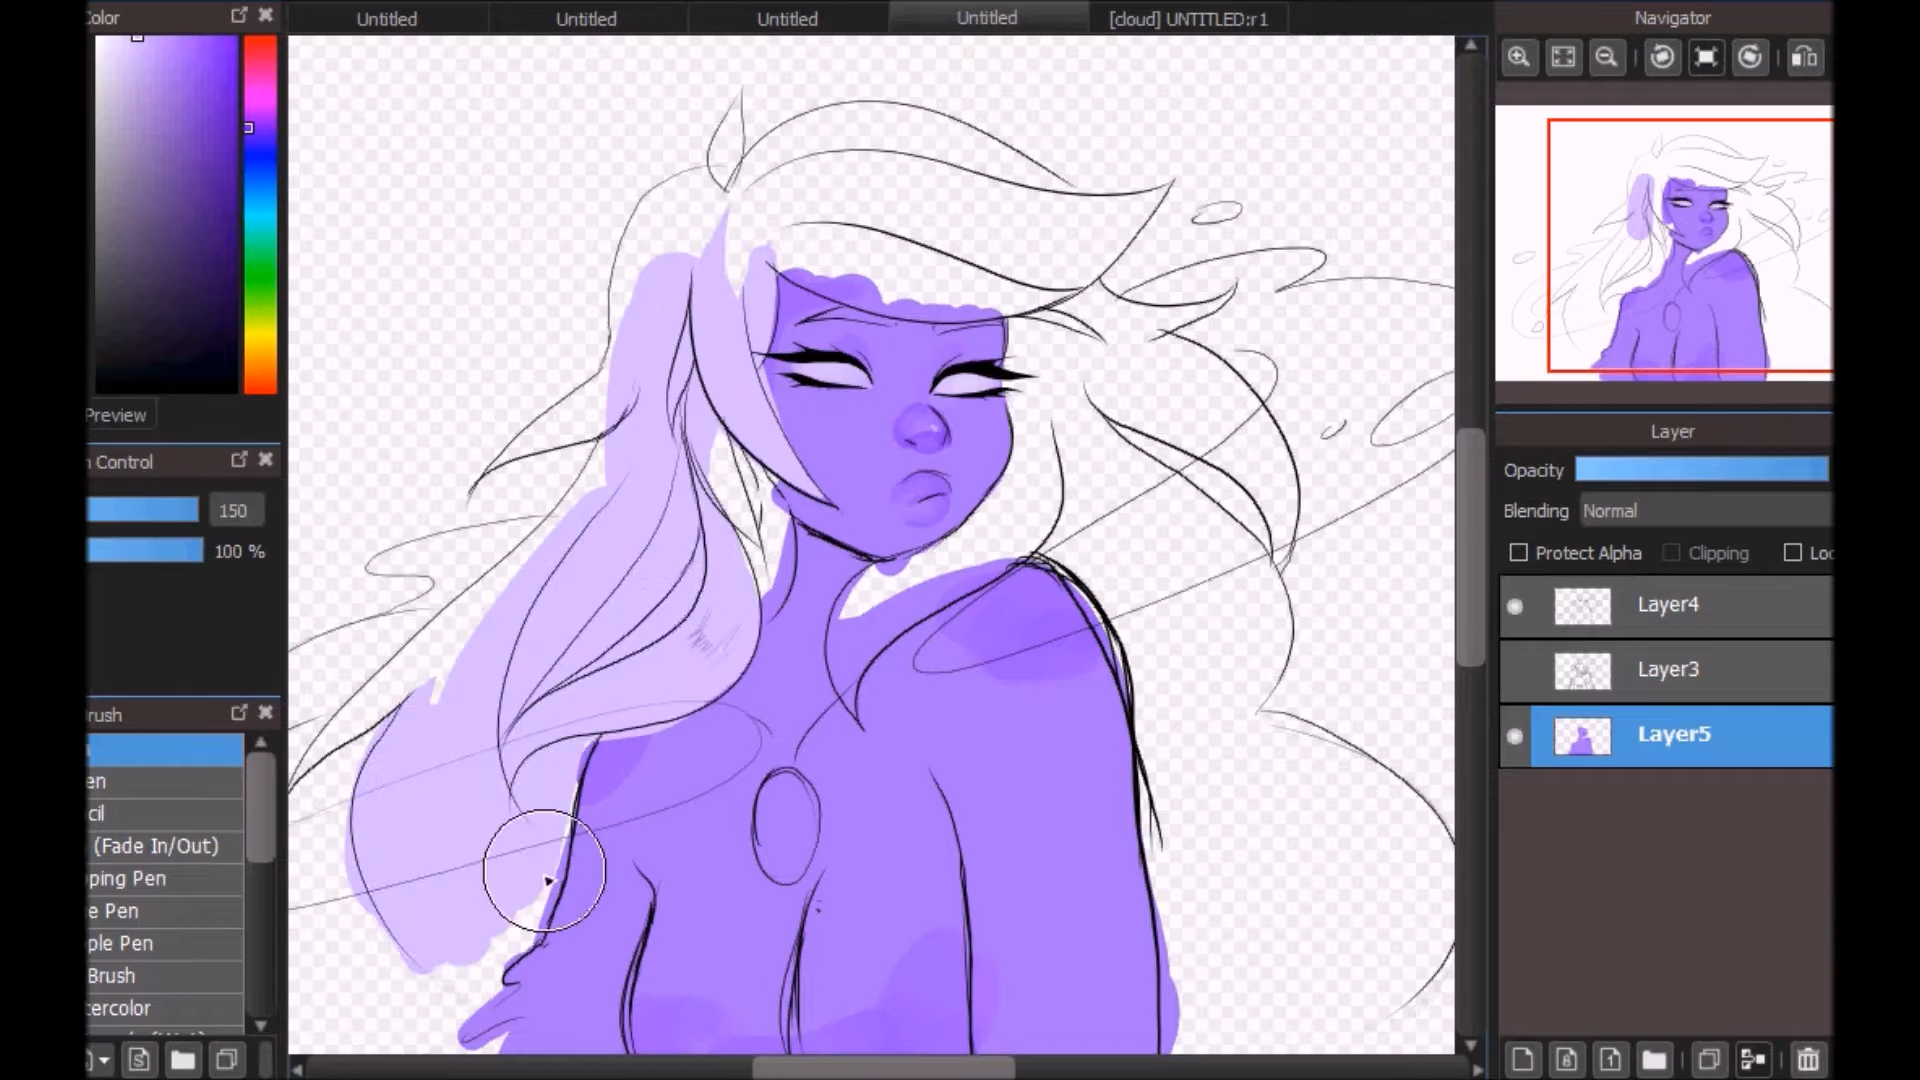 Color
Untitled
Untitled
Untitled
Untitled
[cloud] UNTITLED:r1
Navigator
Preview
n Control
150
100 %
rush
en
cil
(Fade In/Out)
pping Pen
e Pen
ple Pen
Brush
tercolor
Layer
Opacity
Blending
Normal
Protect Alpha
Clipping
Loc
Layer4
Layer3
Layer5